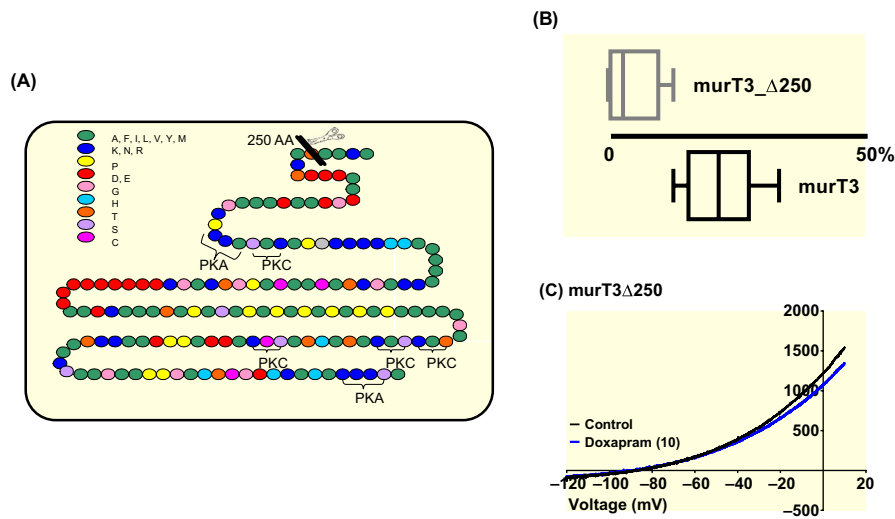 (A)
250 AA
A, F, I, L, V, Y, M
K, N, R
P
D, E
G
H
T
S
C
PKA
PKC
PKC
PKC
PKC
PKA
(B)
murT3_Δ250
0
50%
murT3
(C) murT3Δ250
2000
1500
1000
500
–500
Control
Doxapram (10)
–120 –100 –80 –60 –40 –20 0 20
Voltage (mV)